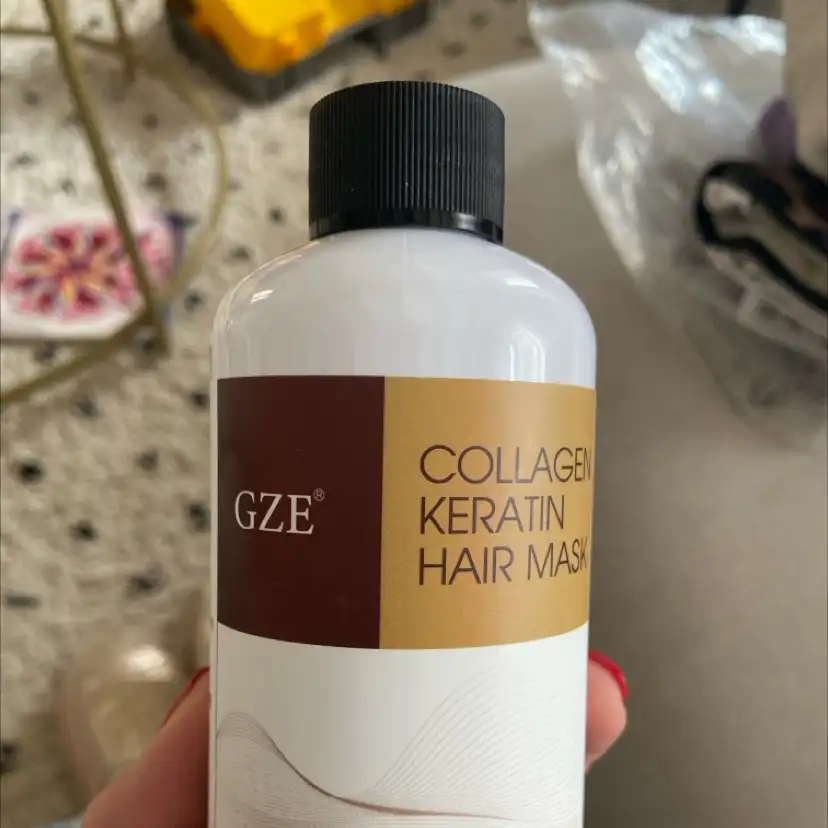 GZE®
COLLAGEN
KERATIN
HAIR MASK